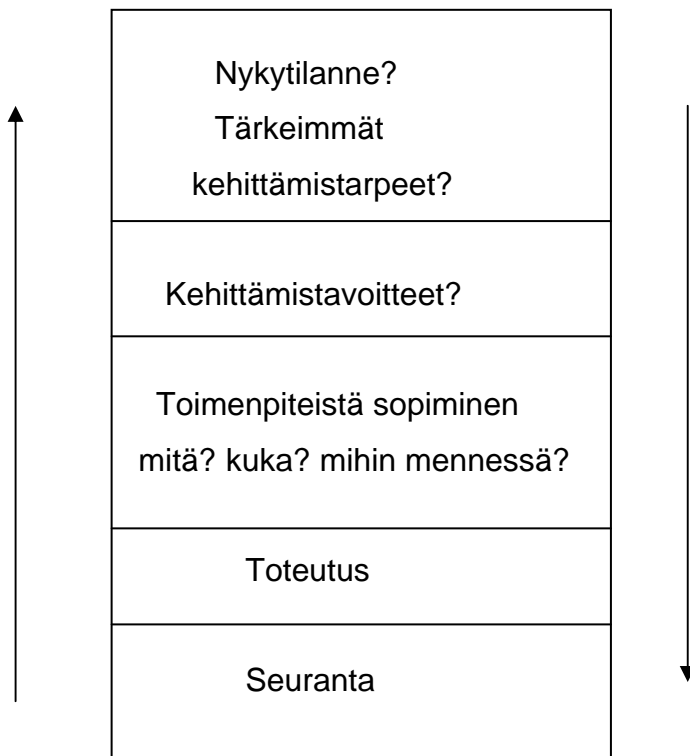 Nykytilanne?
Tärkeimmät
kehittämistarpeet?
Kehittämistavoitteet?
Toimenpiteistä sopiminen
mitä? kuka? mihin mennessä?
Toteutus
Seuranta